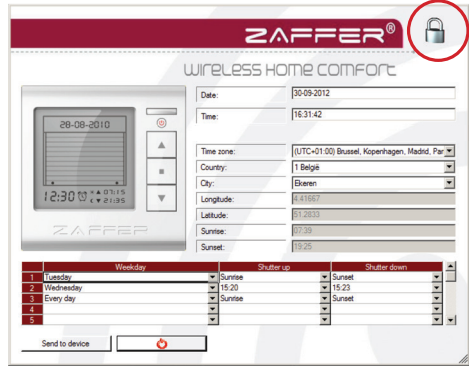 ZAFFER®
WIRELESS HOME COMFORT
Date: 30-09-2012
Time: 16:31:42
28-08-2010
12:30 ▲ 07:15
▼ 21:35
ZAFFER
Time zone: (UTC+01:00) Brussel, Kopenhagen, Madrid, Par
Country: 1 België
City: Ekeren
Longitude: 4.41667
Latitude: 51.2833
Sunrise: 07:39
Sunset: 19:25
Weekday Shutter up Shutter down
1 Tuesday Sunrise Sunset
2 Wednesday 15:20 15:23
3 Every day Sunrise Sunset
4
5
Send to device